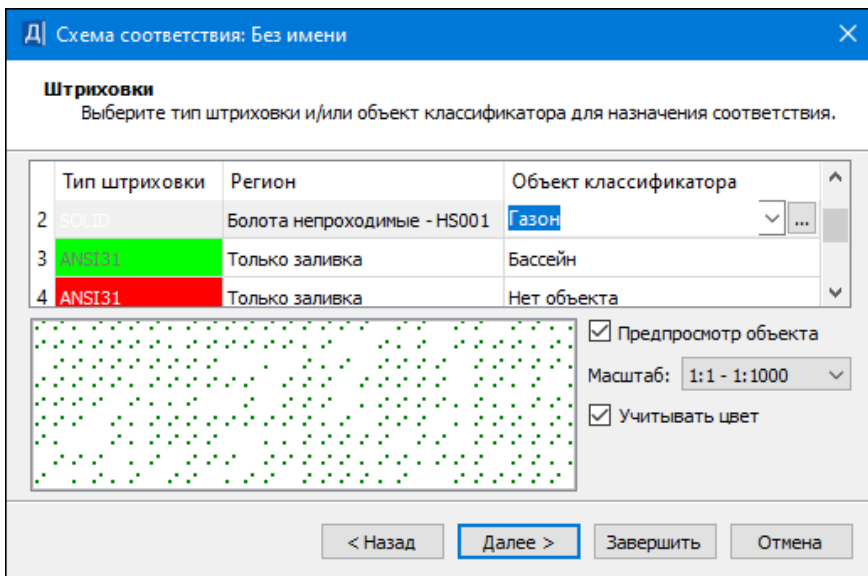 Д| Схема соответствия: Без имени
Штриховки
Выберите тип штриховки и/или объект классификатора для назначения соответствия.
Тип штриховки Регион Объект классификатора
2 SOLID Болота непроходимые - HS001 Газон ...
3 ANSI31 Только заливка Бассейн
4 ANSI31 Только заливка Нет объекта
Предпросмотр объекта
Масштаб: 1:1 - 1:1000
Учитывать цвет
< Назад Далее > Завершить Отмена